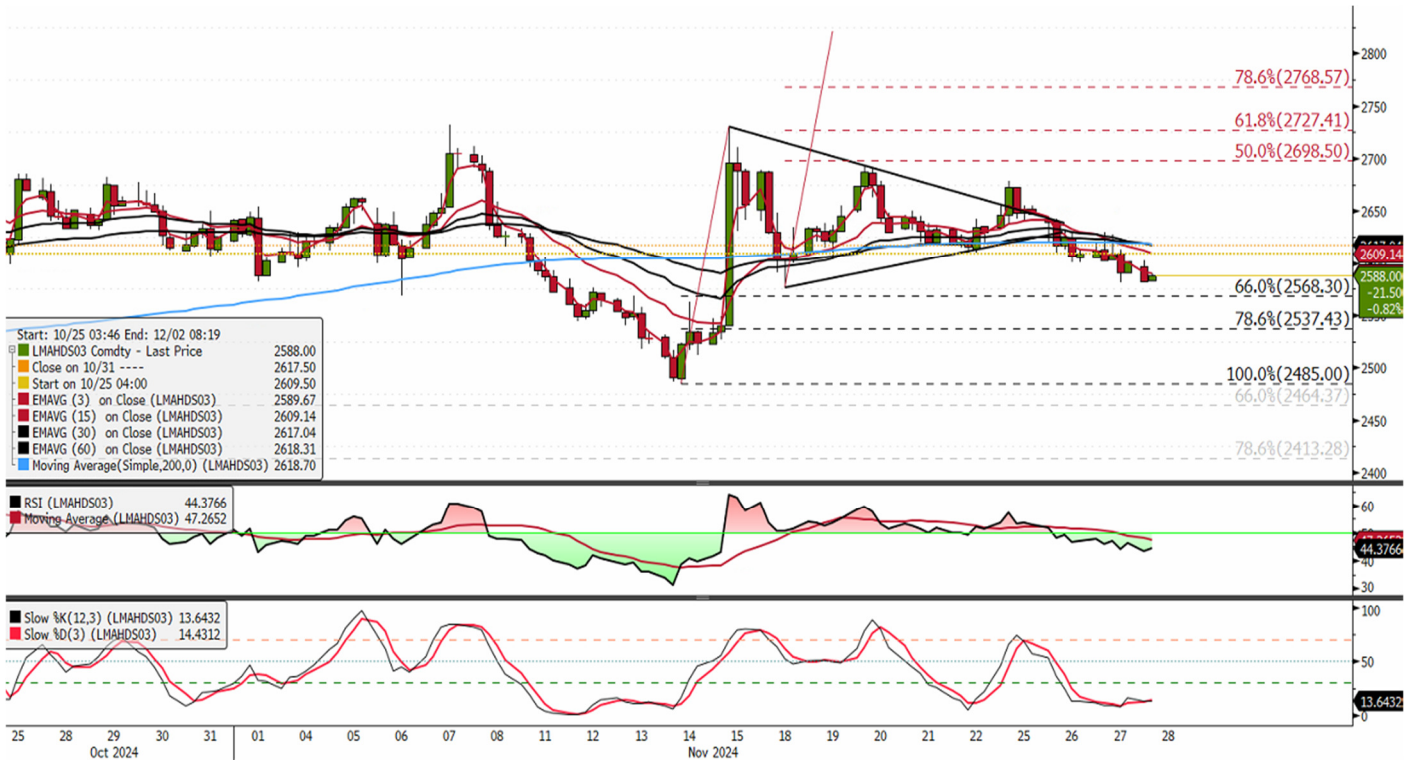 2800
78.6%(2768.57)
2750
61.8%(2727.41)
50.0%(2698.50)
2700
2650
2609.14
2588.00
-21.50
-0.82%
66.0%(2568.30)
78.6%(2537.43)
2500
100.0%(2485.00)
66.0%(2464.37)
2450
78.6%(2413.28)
2400
Start: 10/25 03:46 End: 12/02 08:19
LMAHDS03 Comdty - Last Price 2588.00
Close on 10/31 ---- 2617.50
Start on 10/25 04:00 2609.50
EMAVG (3) on Close (LMAHDS03) 2589.67
EMAVG (15) on Close (LMAHDS03) 2609.14
EMAVG (30) on Close (LMAHDS03) 2617.04
EMAVG (60) on Close (LMAHDS03) 2618.31
Moving Average(Simple,200,0) (LMAHDS03) 2618.70
RSI (LMAHDS03) 44.3766
Moving Average (LMAHDS03) 47.2652
60
44.3766
40
30
Slow %K(12,3) (LMAHDS03) 13.6432
Slow %D(3) (LMAHDS03) 14.4312
100
50
13.6432
0
25 28 29 30 31 01 04 05 06 07 08 11 12 13 14 15 18 19 20 21 22 25 26 27 28
Oct 2024 Nov 2024